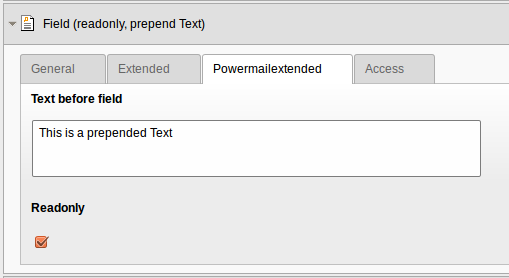 Field (readonly, prepend Text)
General Extended Powermailextended Access
Text before field
This is a prepended Text
Readonly